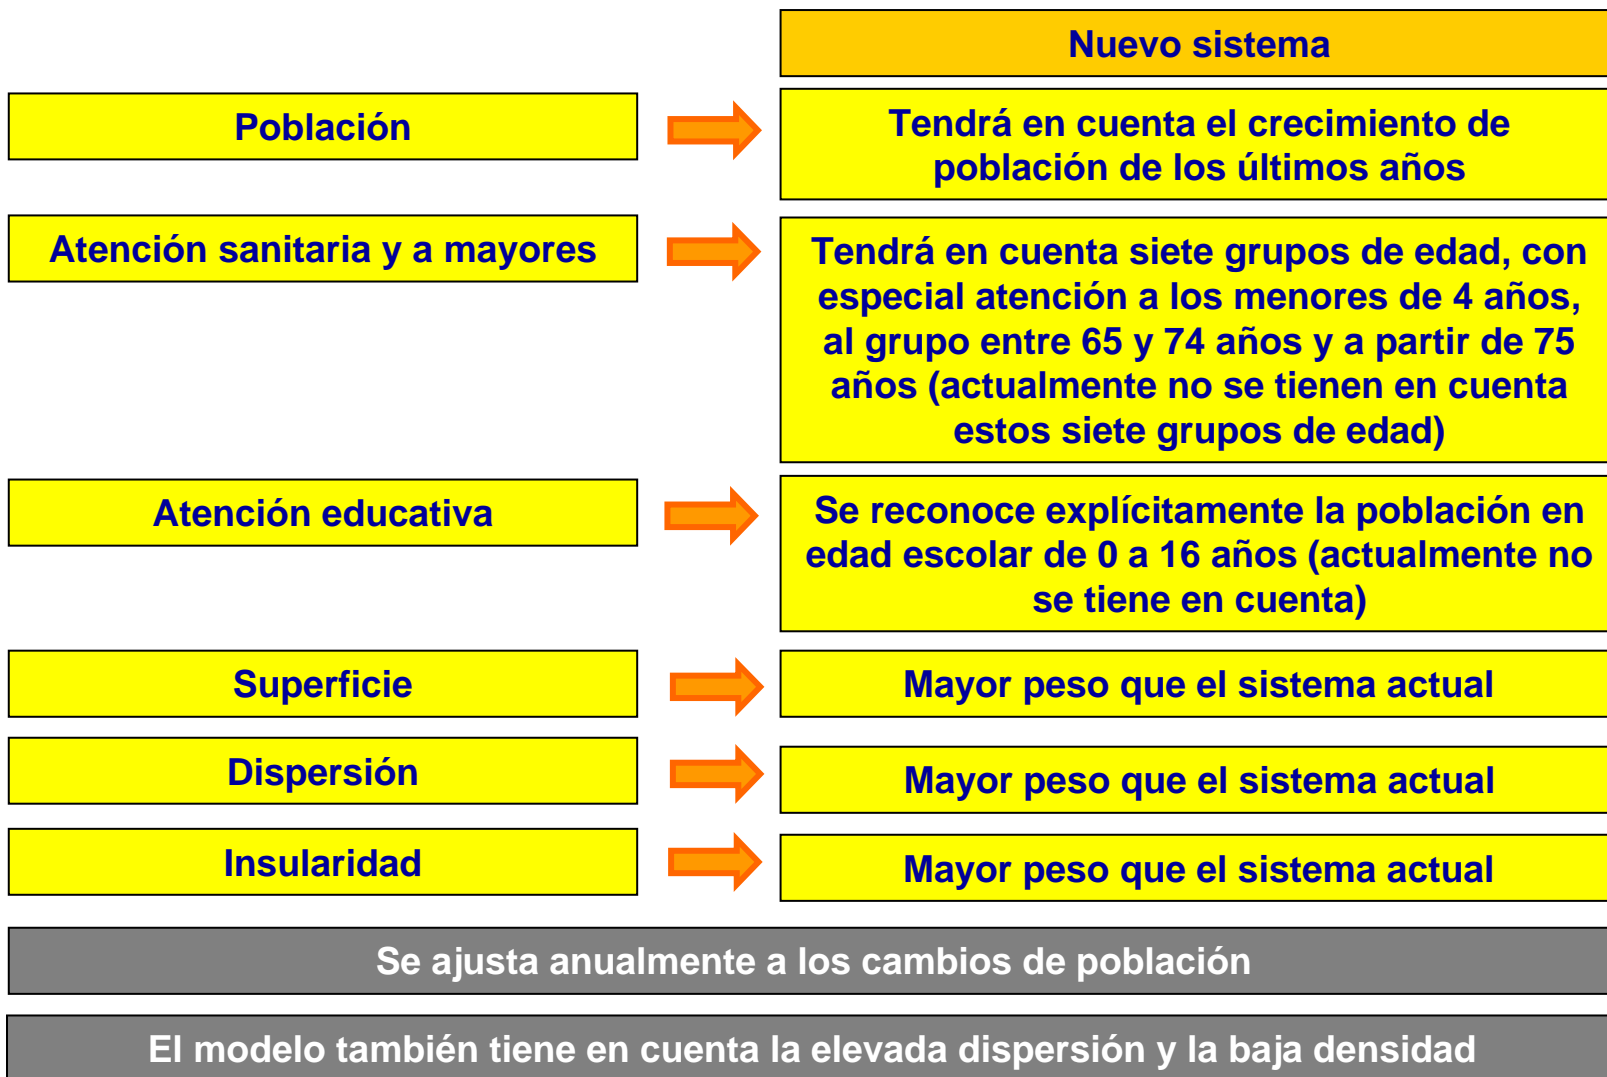 Nuevo sistema
Población
Tendrá en cuenta el crecimiento de
población de los últimos años
Atención sanitaria y a mayores
Tendrá en cuenta siete grupos de edad, con
especial atención a los menores de 4 años,
al grupo entre 65 y 74 años y a partir de 75
años (actualmente no se tienen en cuenta
estos siete grupos de edad)
Atención educativa
Se reconoce explícitamente la población en
edad escolar de 0 a 16 años (actualmente no
se tiene en cuenta)
Superficie
Mayor peso que el sistema actual
Dispersión
Mayor peso que el sistema actual
Insularidad
Mayor peso que el sistema actual
Se ajusta anualmente a los cambios de población
El modelo también tiene en cuenta la elevada dispersión y la baja densidad